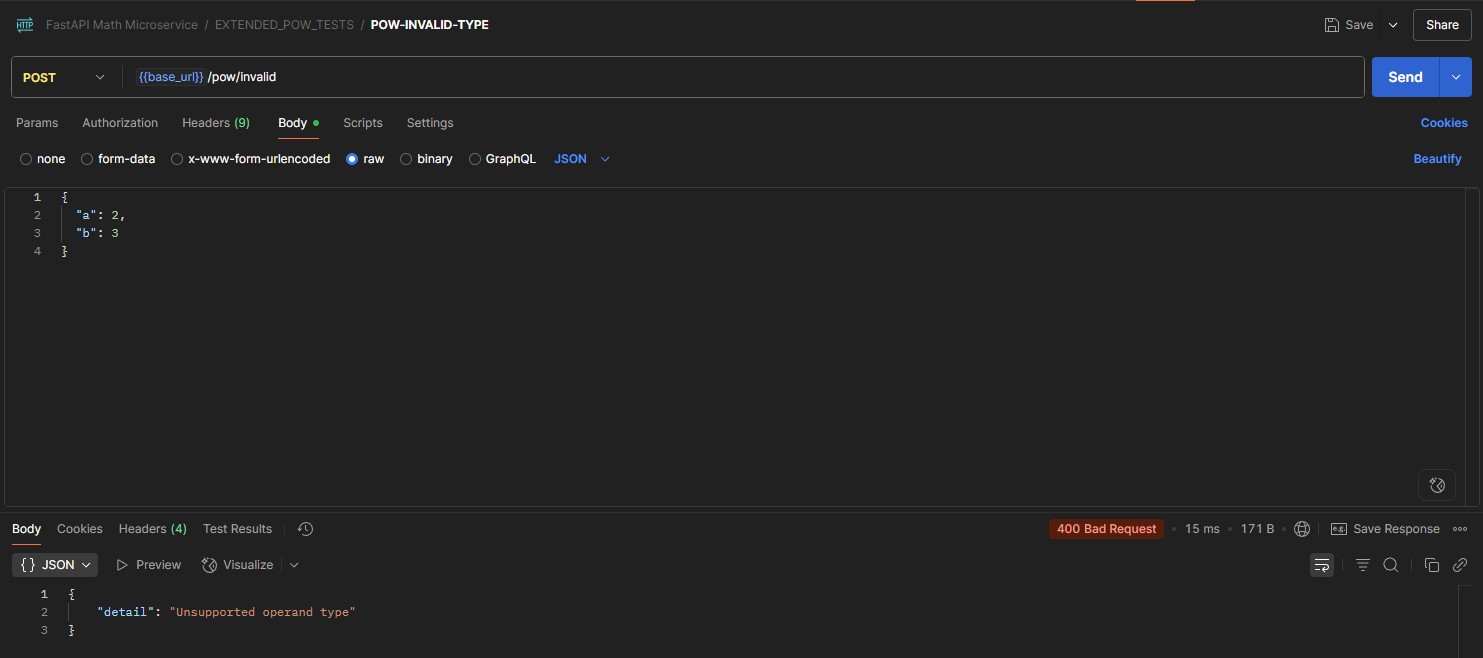 HTTP FastAPI Math Microservice / EXTENDED_POW_TESTS / POW-INVALID-TYPE Save Share
POST {{base_url}} /pow/invalid Send
Params Authorization Headers (9) Body Scripts Settings Cookies
none form-data x-www-form-urlencoded raw binary GraphQL JSON Beautify
1 {
2 "a": 2,
3 "b": 3
4 }
Body Cookies Headers (4) Test Results 400 Bad Request • 15 ms • 171 B • e.g. Save Response
{ } JSON Preview Visualize
1 {
2 "detail": "Unsupported operand type"
3 }